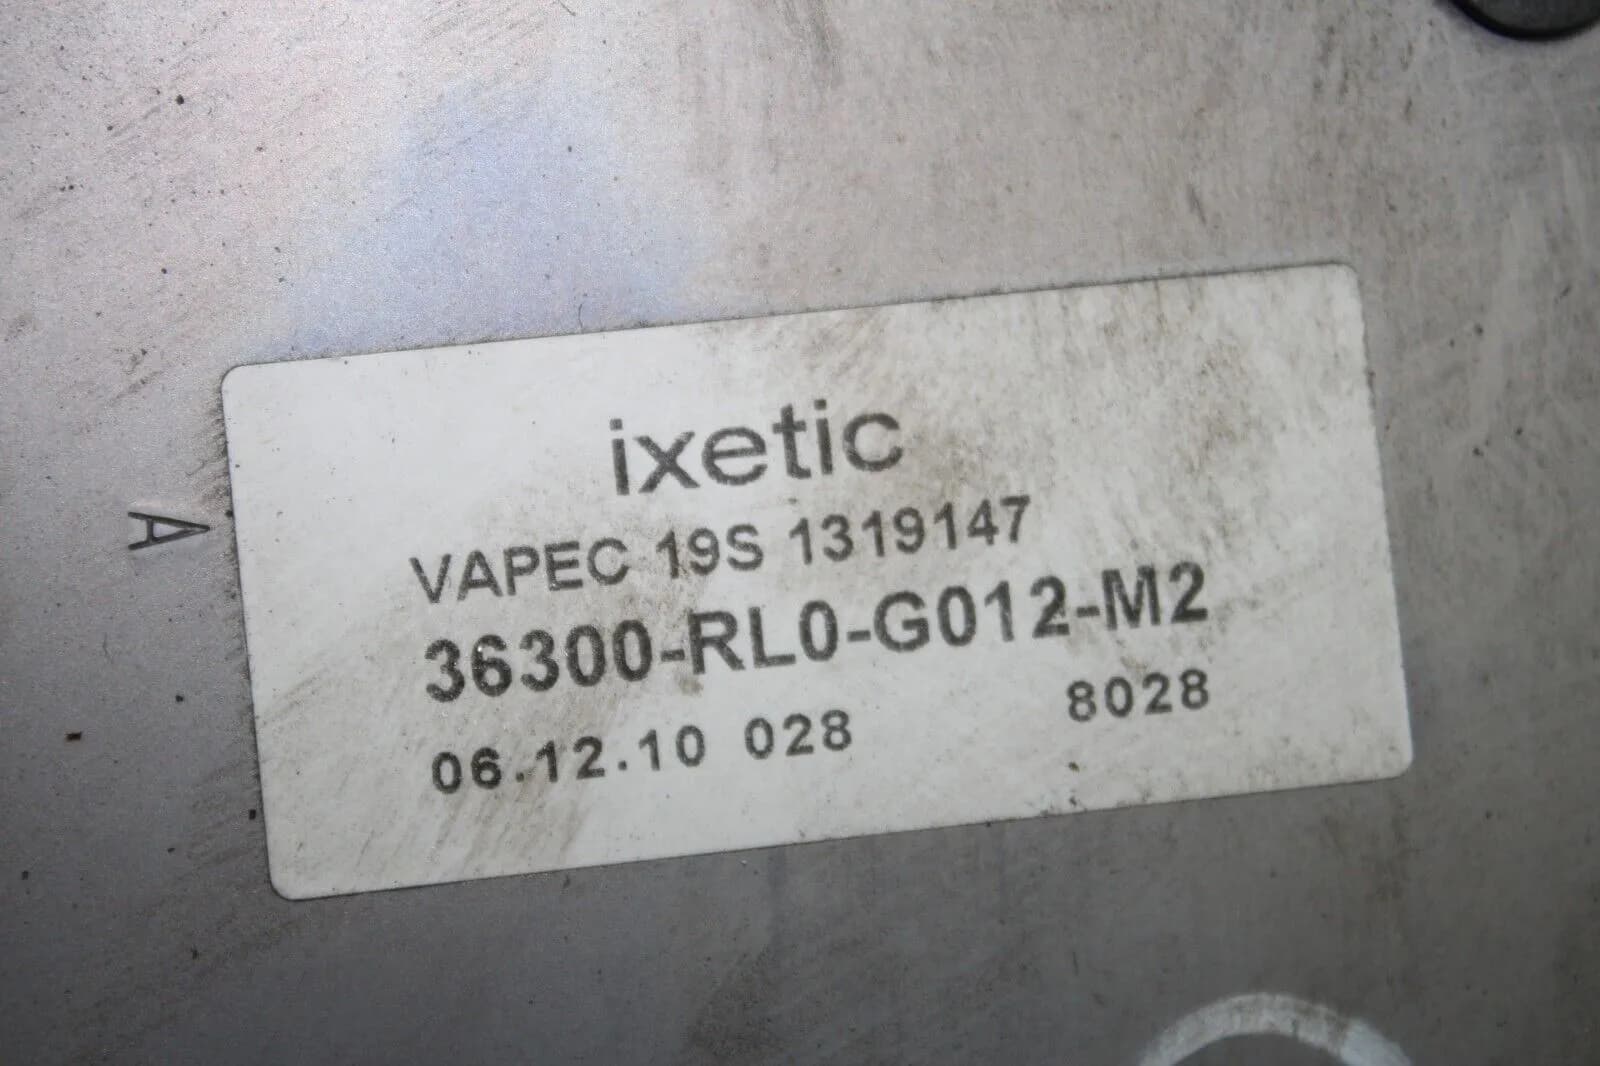 ixetic
VAPEC 19S 1319147
36300-RL0-G012-M2
06.12.10 028 8028
A